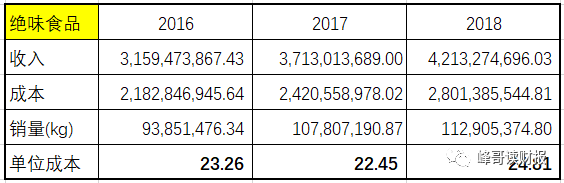 绝味食品 2016 2017 2018
收入 3,159,473,867.43 3,713,013,689.00 4,213,274,696.03
成本 2,182,846,945.64 2,420,558,978.02 2,801,385,544.81
销量(kg) 93,851,476.34 107,807,190.87 112,905,374.80
单位成本 23.26 22.45 24.81
峰哥读财报